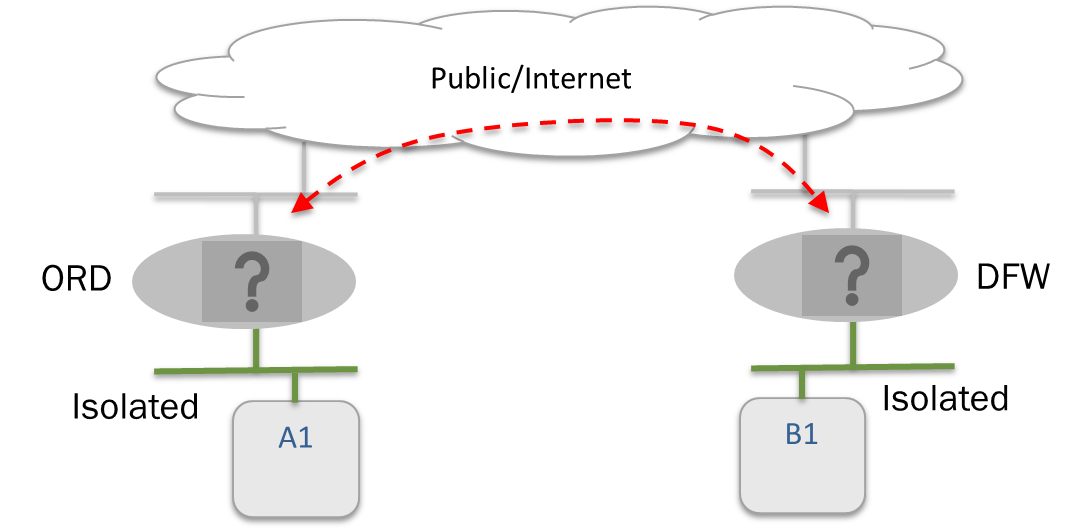 Public/Internet
ORD
?
?
DFW
Isolated
Isolated
A1
B1